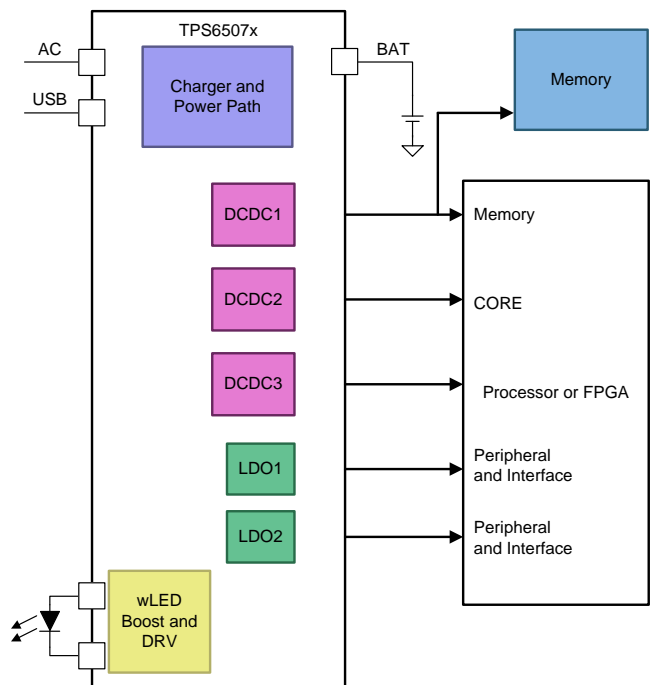 TPS6507x
AC
BAT
USB
Charger and
Power Path
Memory
DCDC1
Memory
DCDC2
CORE
DCDC3
Processor or FPGA
LDO1
Peripheral
and Interface
LDO2
Peripheral
and Interface
wLED
Boost and
DRV